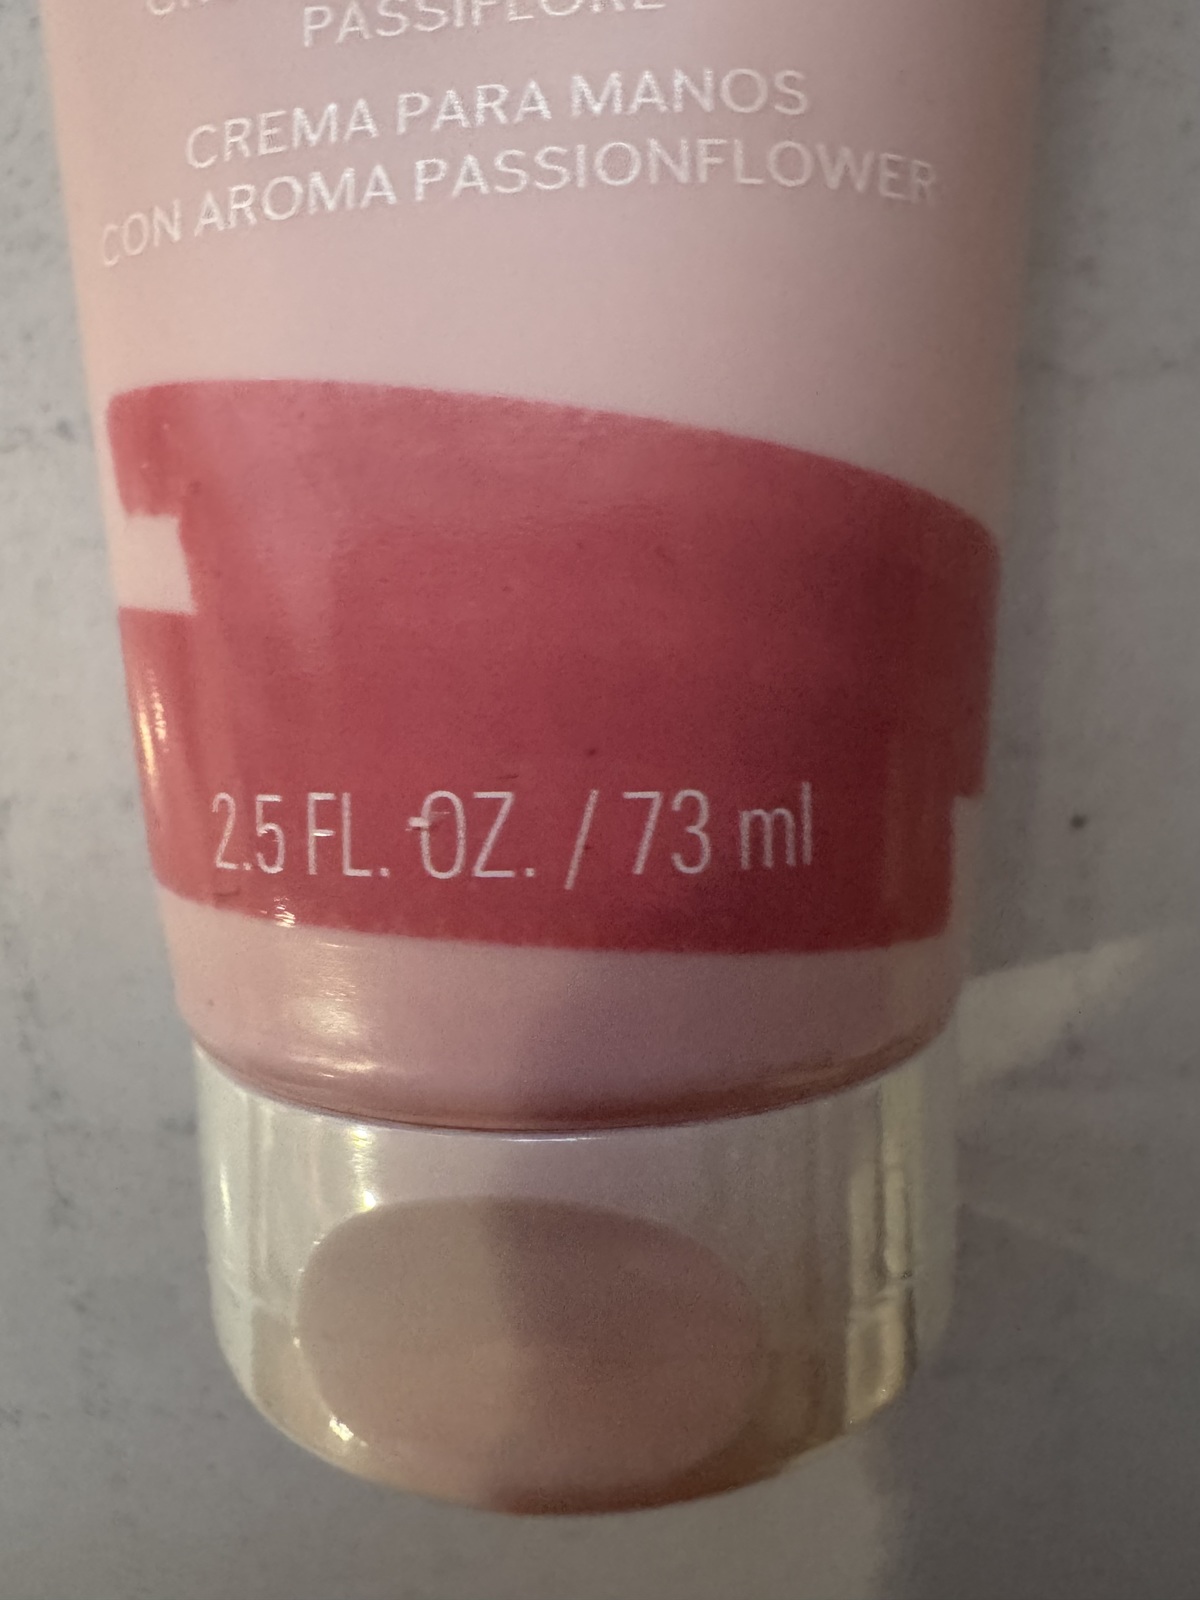 PASSIFLORE
CREMA PARA MANOS
CON AROMA PASSIONFLOWER
2.5 FL. OZ. / 73 ml